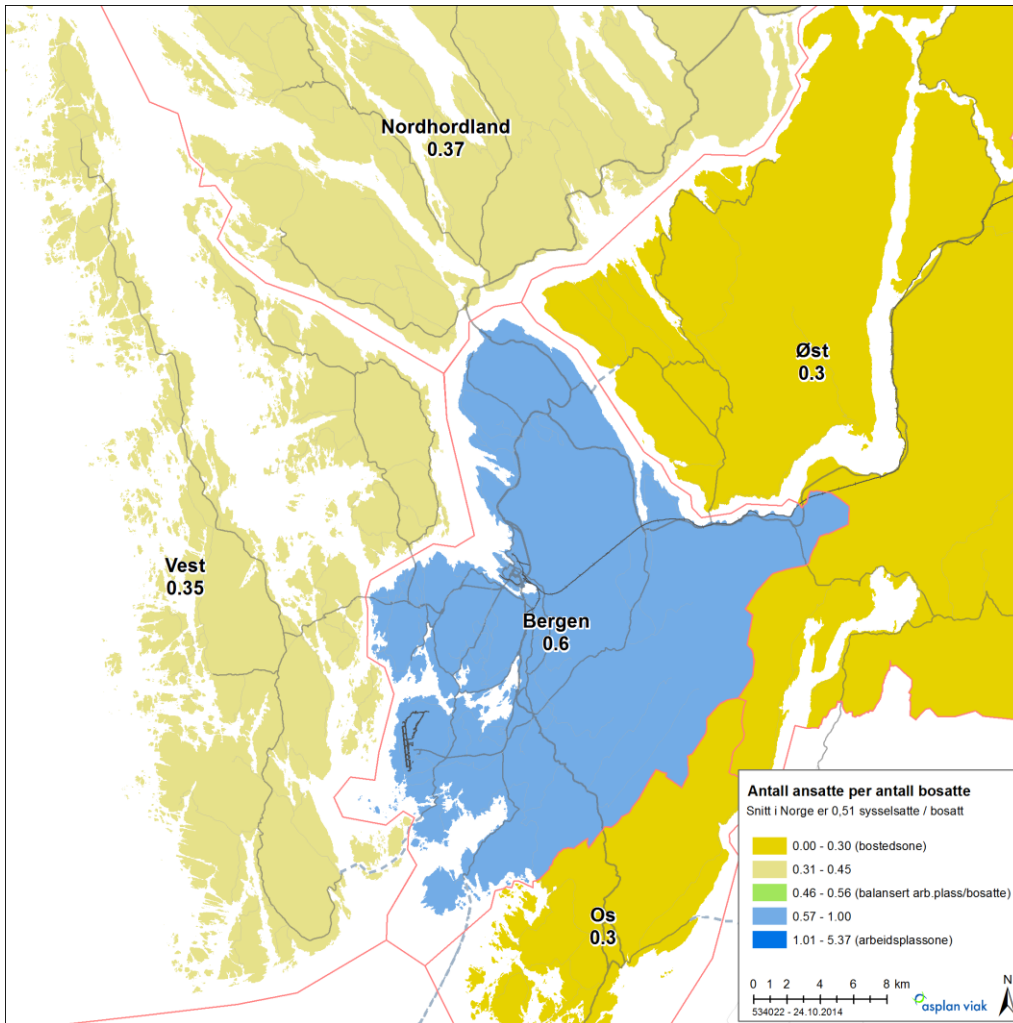 Nordhordland
0.37
Øst
0.3
Vest
0.35
Bergen
0.6
Os
0.3
Antall ansatte per antall bosatte
Snitt i Norge er 0,51 sysselsatte / bosatt
0.00 - 0.30 (bostedsone)
0.31 - 0.45
0.46 - 0.56 (balansert arb.plass/bosatte)
0.57 - 1.00
1.01 - 5.37 (arbeidsplassone)
0 1 2 4 6 8 km
N
asplan viak
534022 - 24.10.2014